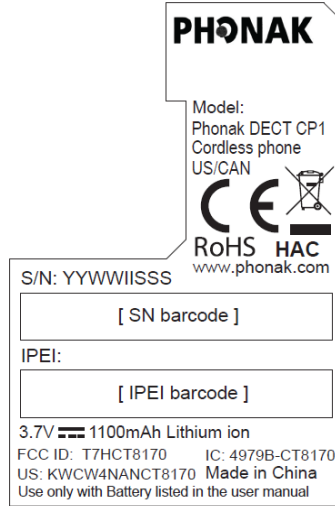 PHONAK
Model:
Phonak DECT CP1
Cordless phone
US/CAN
CE
RoHS HAC
www.phonak.com
S/N: YYWWIISSS
[ SN barcode ]
IPEI:
[ IPEI barcode ]
3.7V 1100mAh Lithium ion
FCC ID: T7HCT8170 IC: 4979B-CT8170
US: KWCW4NANCT8170 Made in China
Use only with Battery listed in the user manual